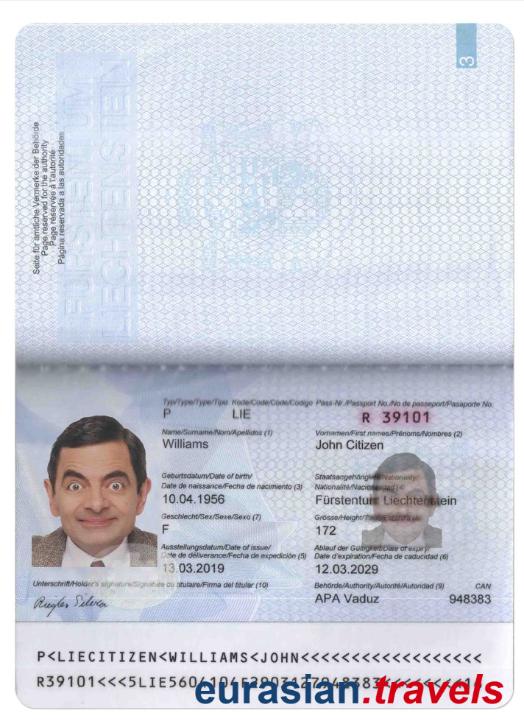 3
Seite für amtliche Vermerke der Behörde
Page reserved for the authority
Page réservée à l'autorité
Página reservada a las autoridades
FÜRSTENTUM
LIECHTENSTEIN
Typ/Type/Type/Tipo Kode/Code/Code/Codigo Pass-Nr./Passport No./No de passeport/Pasaporte No.
P LIE R 39101
Name/Surname/Nom/Apellidos (1) Vornamen/First names/Prénoms/Nombres (2)
Williams John Citizen
Geburtsdatum/Date of birth/ Staatsangehörigkeit/Nationality/
Date de naissance/Fecha de nacimiento (3) Nationalité/Nacionalidad
10.04.1956 Fürstentum Liechtenstein
Geschlecht/Sex/Sexe/Sexo (7) Grösse/Height/
F 172
Ausstellungsdatum/Date of issue/ Ablauf der Gültigkeit/Date of expiry/
Date de délivrance/Fecha de expedición (5) Date d'expiration/Fecha de caducidad (6)
13.03.2019 12.03.2029
Unterschrift/Holder's signature/Signature du titulaire/Firma del titular (10) Behörde/Authority/Autorité/Autoridad (9) CAN
APA Vaduz 948383
P<LIECITIZEN<WILLIAMS<JOHN<<<<<<<<<<<<<<<<<<
R39101<<<5LIE5604104F2903127948383
eurasian.travels